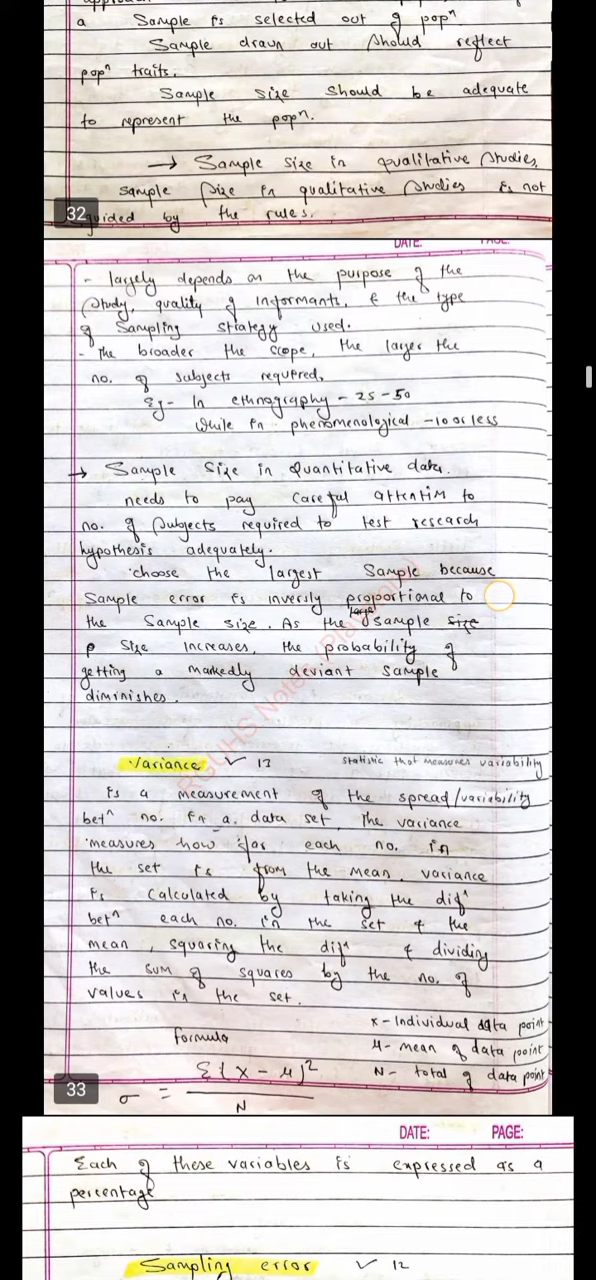 a Sample is selected out of popⁿ
Sample drawn out should reflect
popⁿ traits.
Sample size should be adequate
to represent the popⁿ.
→ Sample size in qualitative studies.
Sample size in qualitative studies is not
guided by the rules.
32
DATE: PAGE:
- largely depends on the purpose of the
study, quality of informants, & the type
of Sampling strategy used.
- The broader the scope, the larger the
no. of subjects required,
Eg - In ethnography - 25 - 50
While in phenomenological - 10 or less
→ Sample Size in Quantitative data.
needs to pay careful attentim to
no. of subjects required to test research
hypothesis adequately.
choose the largest Sample because
Sample error is inversly proportional to
the Sample size. As the large sample size
size increases, the probability of
getting a markedly deviant sample
diminishes.
Variance ✓ 13 statistic that measures variability
is a measurement of the spread/variability
betⁿ no. in a data set. The variance
measures how far each no. in
the set is from the mean. variance
is calculated by taking the difⁿ
betⁿ each no. in the set & the
mean, squaring the difⁿ & dividing
the sum of squares by the no. of
values in the set.
x - Individual data point
formula μ - mean of data point
N - total of data point
σ = Σ(x - μ)² / N
33
DATE: PAGE:
Each of these variables is expressed as a
percentage
Sampling error ✓ 12